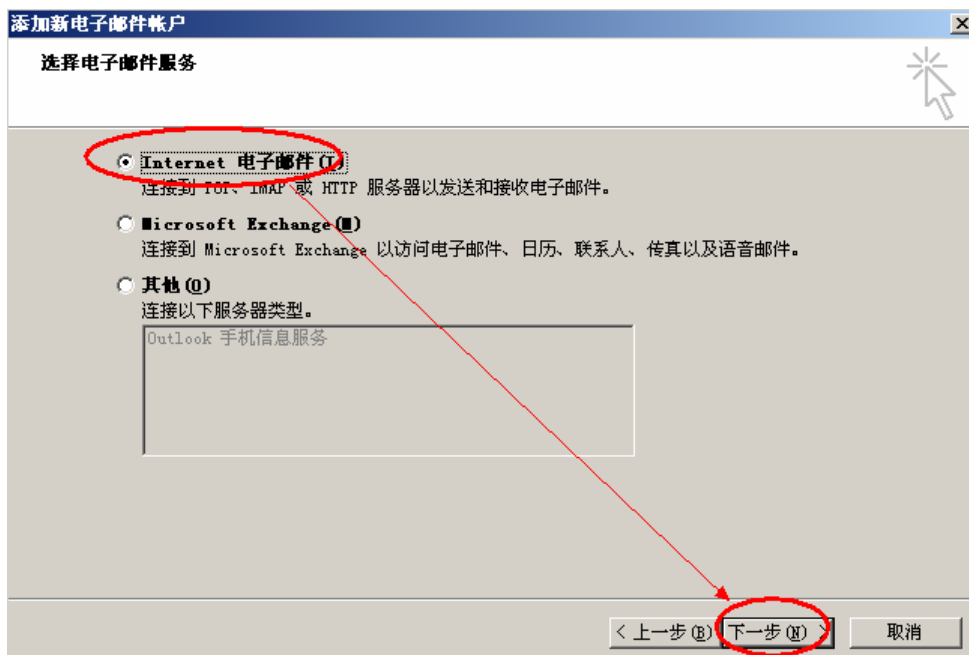 添加新电子邮件帐户
选择电子邮件服务
Internet 电子邮件(I)
连接到 POP、IMAP 或 HTTP 服务器以发送和接收电子邮件。
Microsoft Exchange(M)
连接到 Microsoft Exchange 以访问电子邮件、日历、联系人、传真以及语音邮件。
其他(O)
连接以下服务器类型。
Outlook 手机信息服务
< 上一步(B) 下一步(N) > 取消